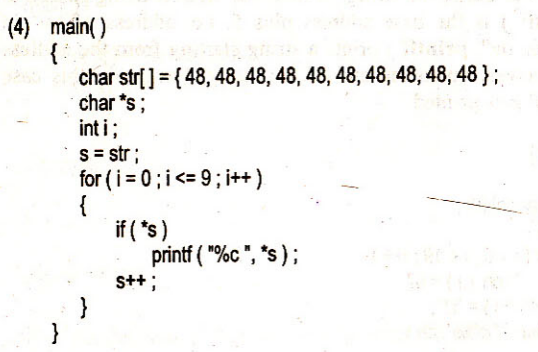 (4) main( )
{
char str[ ] = { 48, 48, 48, 48, 48, 48, 48, 48, 48, 48 } ;
char *s ;
int i ;
s = str ;
for ( i = 0 ; i <= 9 ; i++ )
{
if ( *s )
printf ( "%c ", *s ) ;
s++ ;
}
}